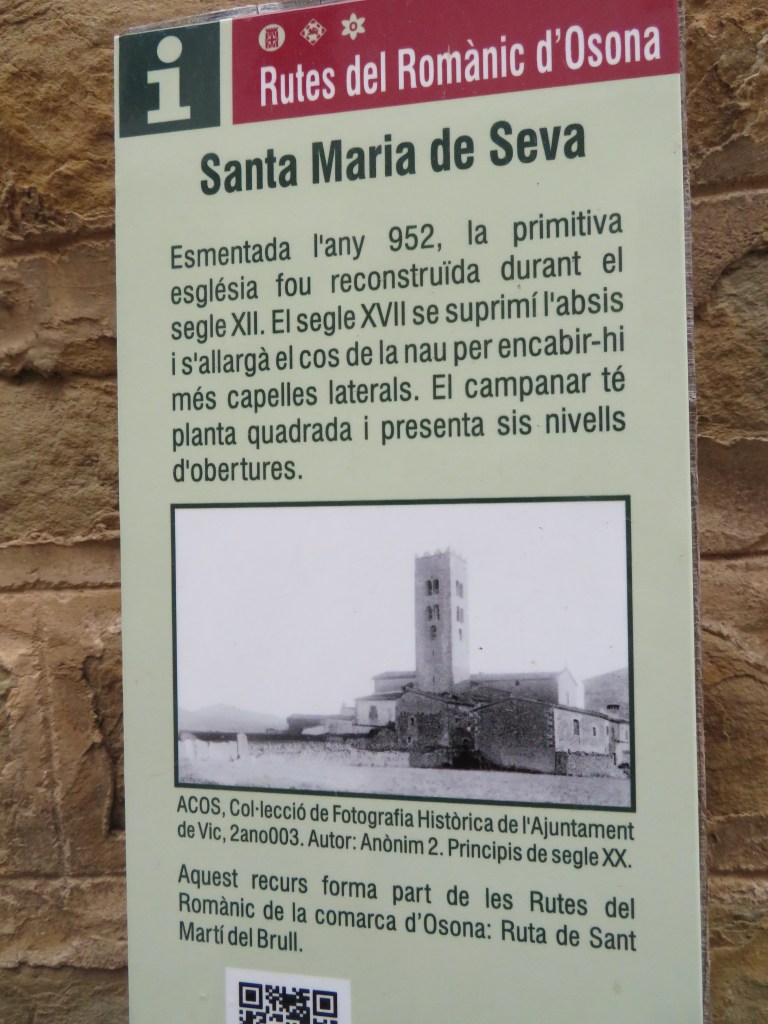 i
Rutes del Romànic d'Osona
Santa Maria de Seva
Esmentada l'any 952, la primitiva
església fou reconstruïda durant el
segle XII. El segle XVII se suprimí l'absis
i s'allargà el cos de la nau per encabir-hi
més capelles laterals. El campanar té
planta quadrada i presenta sis nivells
d'obertures.
ACOS, Col·lecció de Fotografia Històrica de l'Ajuntament
de Vic, 2ano003. Autor: Anònim 2. Principis de segle XX.
Aquest recurs forma part de les Rutes del
Romànic de la comarca d'Osona: Ruta de Sant
Martí del Brull.